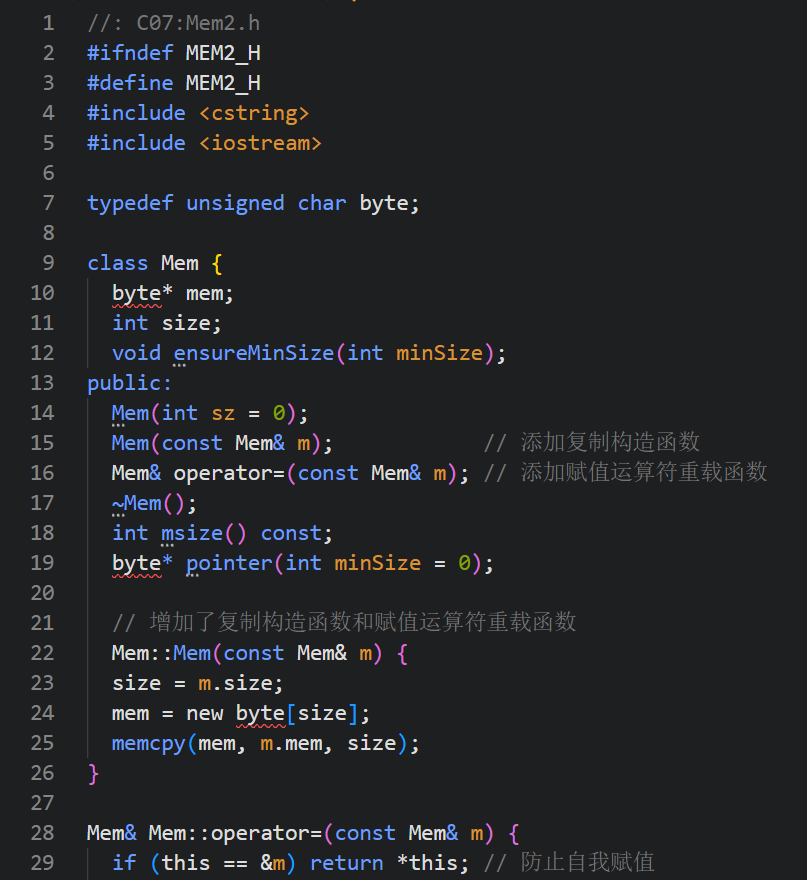 1 //: C07:Mem2.h
2 #ifndef MEM2_H
3 #define MEM2_H
4 #include <cstring>
5 #include <iostream>
6
7 typedef unsigned char byte;
8
9 class Mem {
10   byte* mem;
11   int size;
12   void ensureMinSize(int minSize);
13 public:
14   Mem(int sz = 0);
15   Mem(const Mem& m);            // 添加复制构造函数
16   Mem& operator=(const Mem& m); // 添加赋值运算符重载函数
17   ~Mem();
18   int msize() const;
19   byte* pointer(int minSize = 0);
20
21   // 增加了复制构造函数和赋值运算符重载函数
22   Mem::Mem(const Mem& m) {
23   size = m.size;
24   mem = new byte[size];
25   memcpy(mem, m.mem, size);
26 }
27
28 Mem& Mem::operator=(const Mem& m) {
29   if (this == &m) return *this; // 防止自我赋值